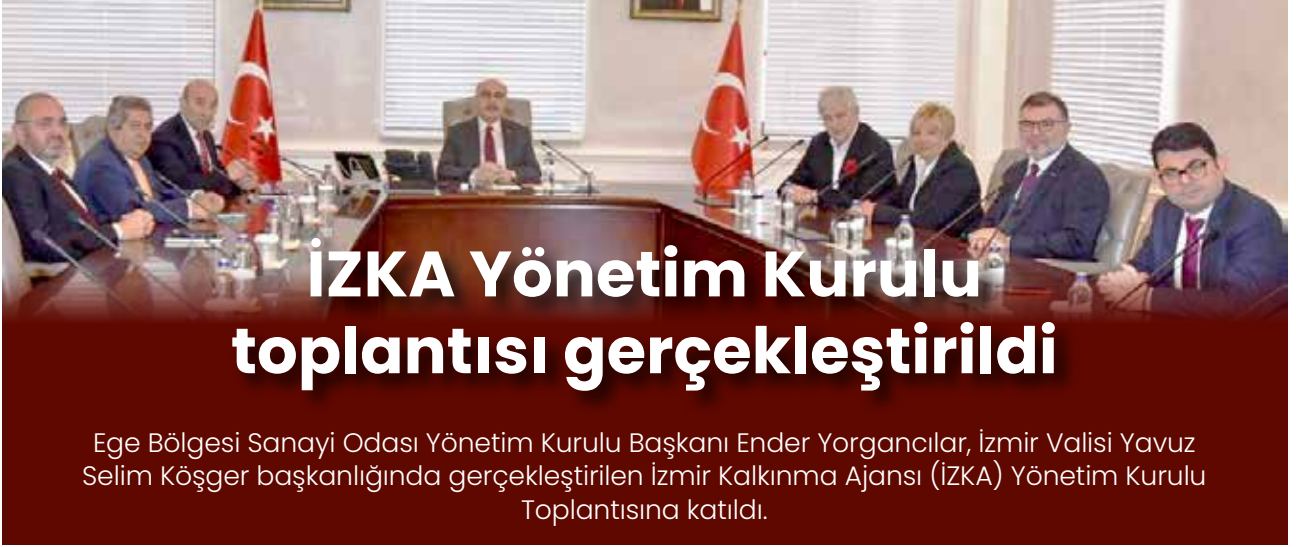 İZKA Yönetim Kurulu
toplantısı gerçekleştirildi
Ege Bölgesi Sanayi Odası Yönetim Kurulu Başkanı Ender Yorgancılar, İzmir Valisi Yavuz
Selim Köşger başkanlığında gerçekleştirilen İzmir Kalkınma Ajansı (İZKA) Yönetim Kurulu
Toplantısına katıldı.